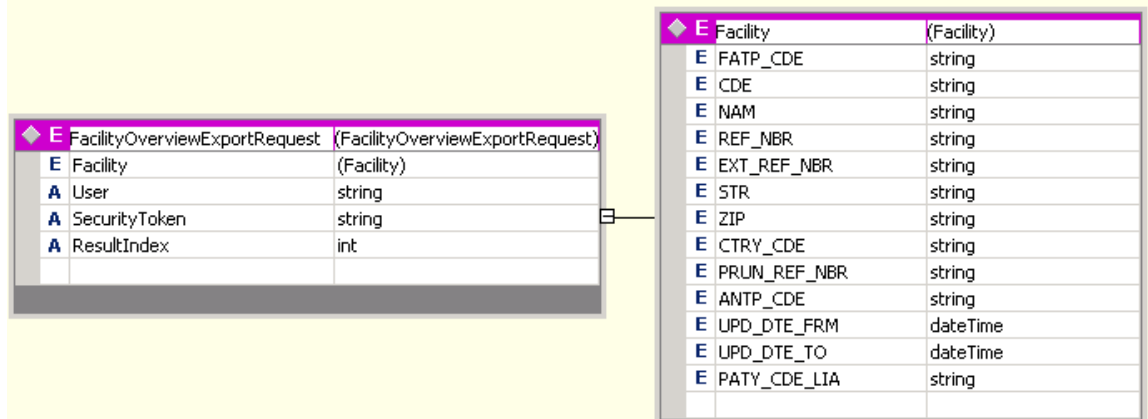 E FacilityOverviewExportRequest (FacilityOverviewExportRequest)
E Facility (Facility)
A User string
A SecurityToken string
A ResultIndex int
E Facility (Facility)
E FATP_CDE string
E CDE string
E NAM string
E REF_NBR string
E EXT_REF_NBR string
E STR string
E ZIP string
E CTRY_CDE string
E PRUN_REF_NBR string
E ANTP_CDE string
E UPD_DTE_FRM dateTime
E UPD_DTE_TO dateTime
E PATY_CDE_LIA string